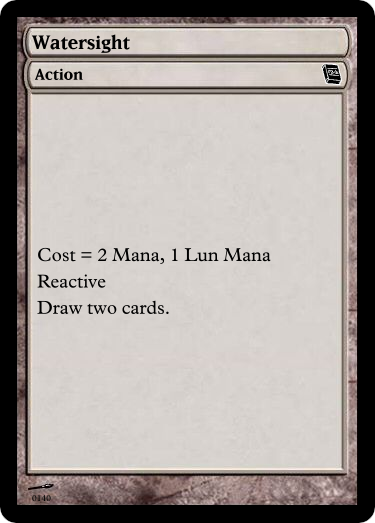 Watersight
Action
Cost = 2 Mana, 1 Lun Mana
Reactive
Draw two cards.
0140